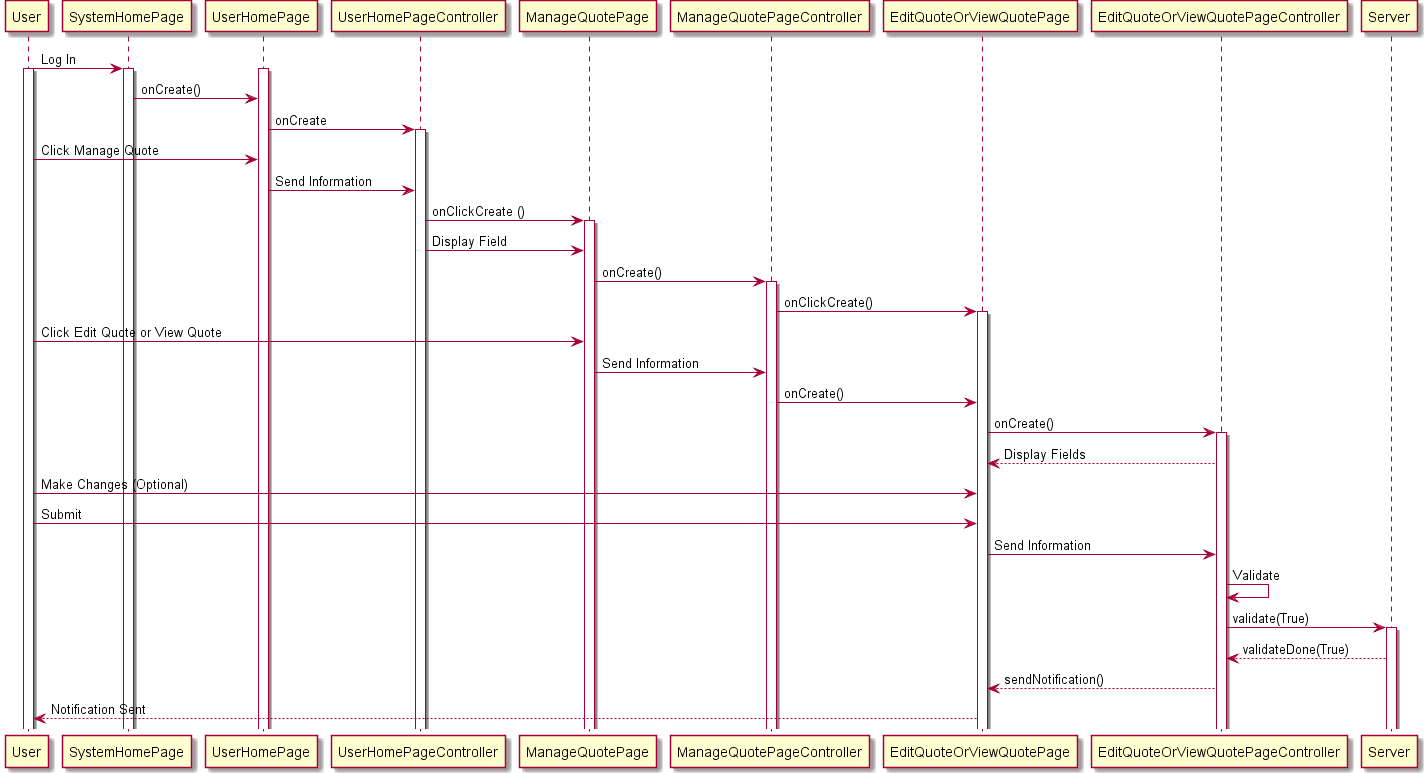 User
SystemHomePage
UserHomePage
UserHomePageController
ManageQuotePage
ManageQuotePageController
EditQuoteOrViewQuotePage
EditQuoteOrViewQuotePageController
Server
Log In
onCreate()
onCreate
Click Manage Quote
Send Information
onClickCreate ()
Display Field
onCreate()
onClickCreate()
Click Edit Quote or View Quote
Send Information
onCreate()
onCreate()
Display Fields
Make Changes (Optional)
Submit
Send Information
Validate
validate(True)
validateDone(True)
sendNotification()
Notification Sent
User
SystemHomePage
UserHomePage
UserHomePageController
ManageQuotePage
ManageQuotePageController
EditQuoteOrViewQuotePage
EditQuoteOrViewQuotePageController
Server